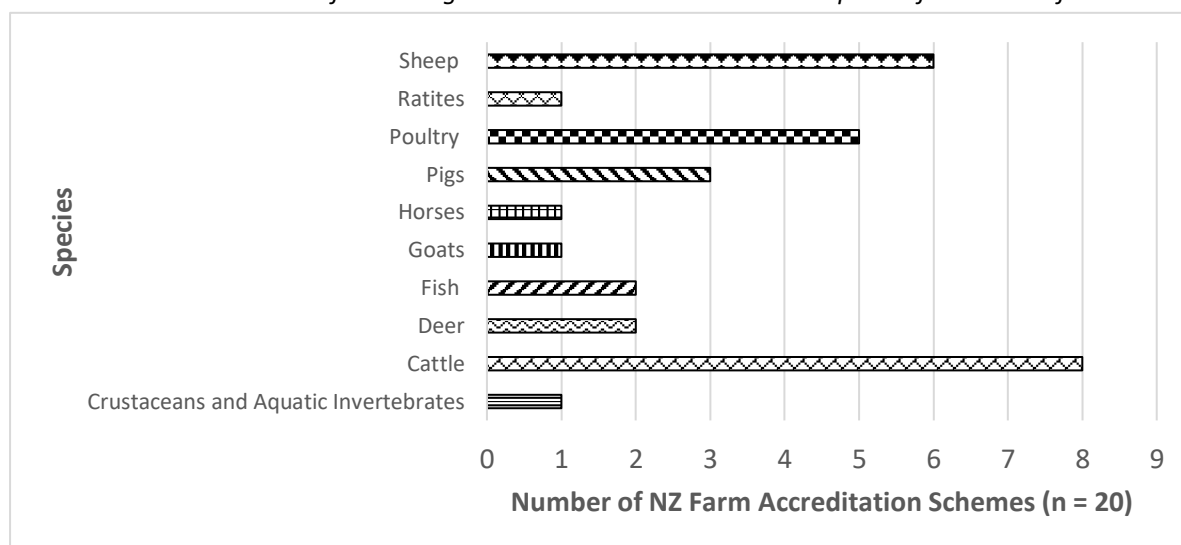 Sheep
Ratites
Poultry
Pigs
Horses
Goats
Fish
Deer
Cattle
Crustaceans and Aquatic Invertebrates
Species
0 1 2 3 4 5 6 7 8 9
Number of NZ Farm Accreditation Schemes (n = 20)